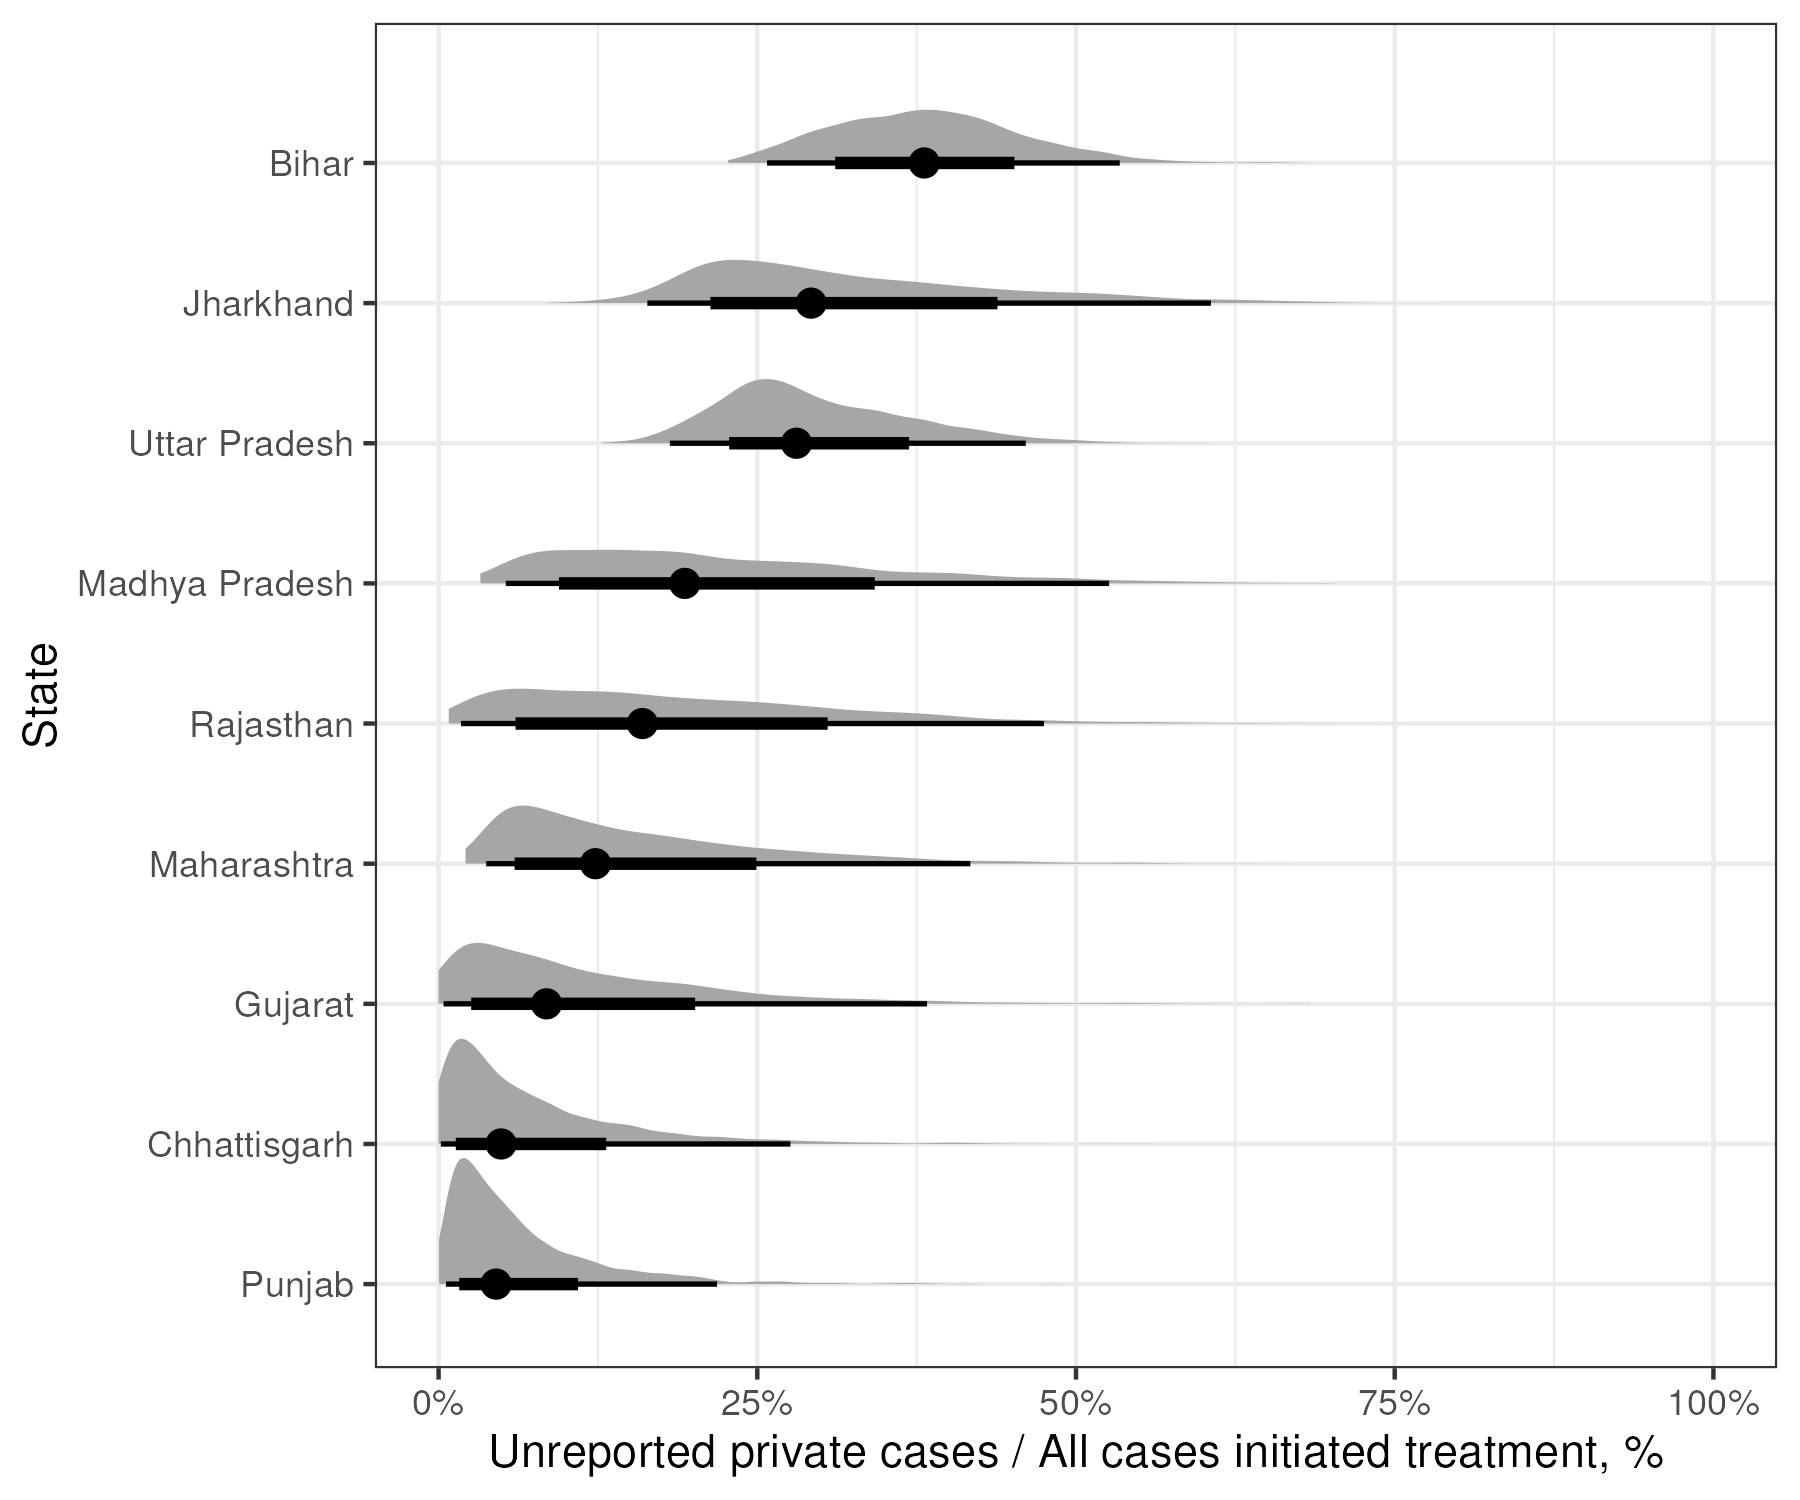 Bihar
Jharkhand
Uttar Pradesh
Madhya Pradesh
Rajasthan
Maharashtra
Gujarat
Chhattisgarh
Punjab
State
0% 25% 50% 75% 100%
Unreported private cases / All cases initiated treatment, %